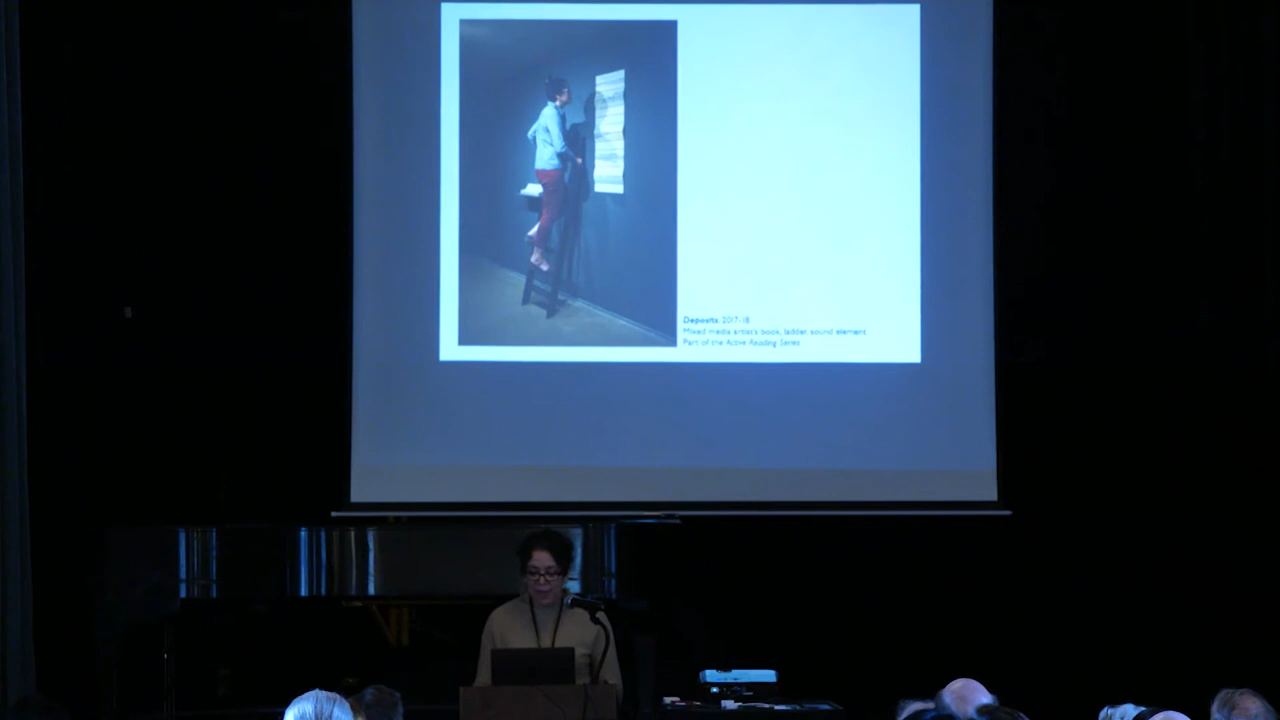 Deposits 2017-18
Mixed media artist's book, ladder, sound element
Part of the Active Reading Series